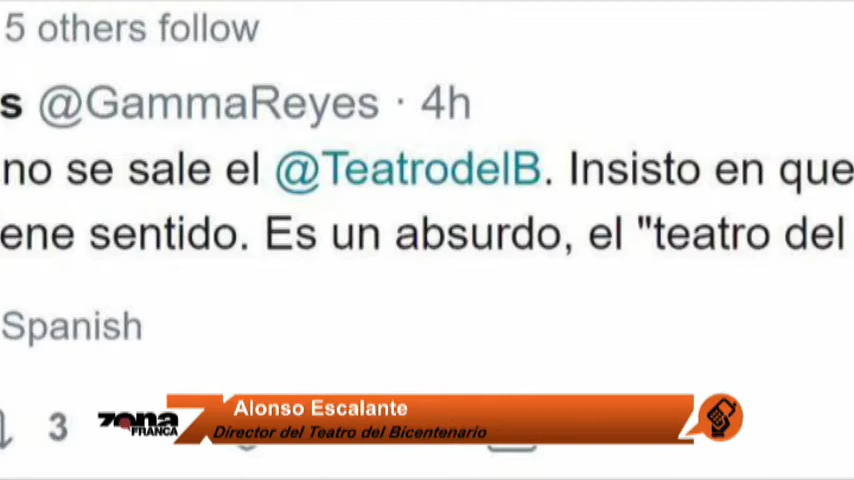 5 others follow
s @GammaReyes · 4h
no se sale el @TeatrodelB. Insisto en que
ene sentido. Es un absurdo, el "teatro del
Spanish
3
ZONA
FRANCA
Alonso Escalante
Director del Teatro del Bicentenario